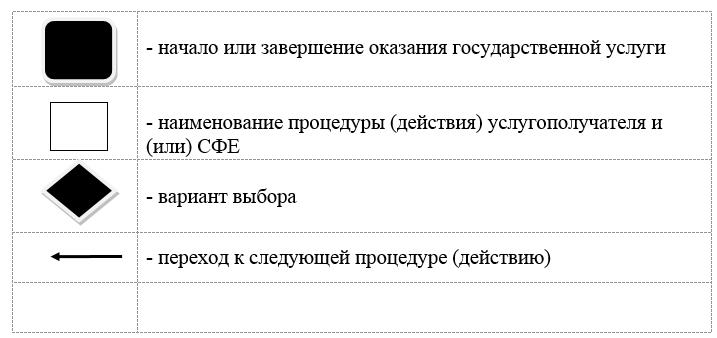 - начало или завершение оказания государственной услуги
- наименование процедуры (действия) услугополучателя и
(или) СФЕ
- вариант выбора
- переход к следующей процедуре (действию)